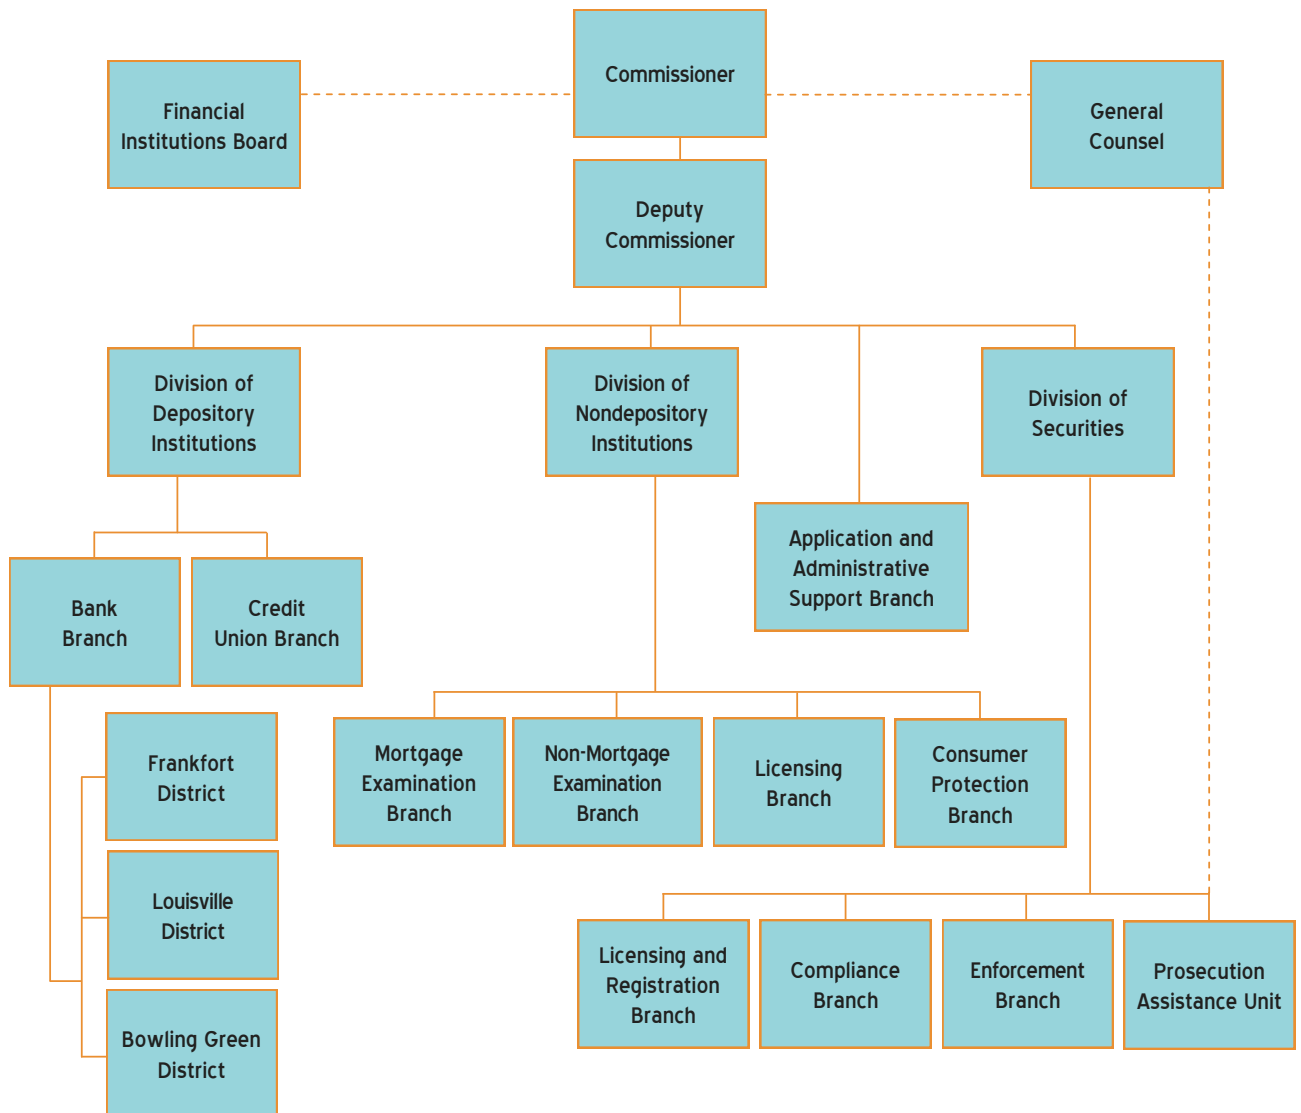 Commissioner
Financial
Institutions Board
General
Counsel
Deputy
Commissioner
Division of
Depository
Institutions
Division of
Nondepository
Institutions
Division of
Securities
Application and
Administrative
Support Branch
Bank
Branch
Credit
Union Branch
Frankfort
District
Louisville
District
Bowling Green
District
Mortgage
Examination
Branch
Non-Mortgage
Examination
Branch
Licensing
Branch
Consumer
Protection
Branch
Licensing and
Registration
Branch
Compliance
Branch
Enforcement
Branch
Prosecution
Assistance Unit